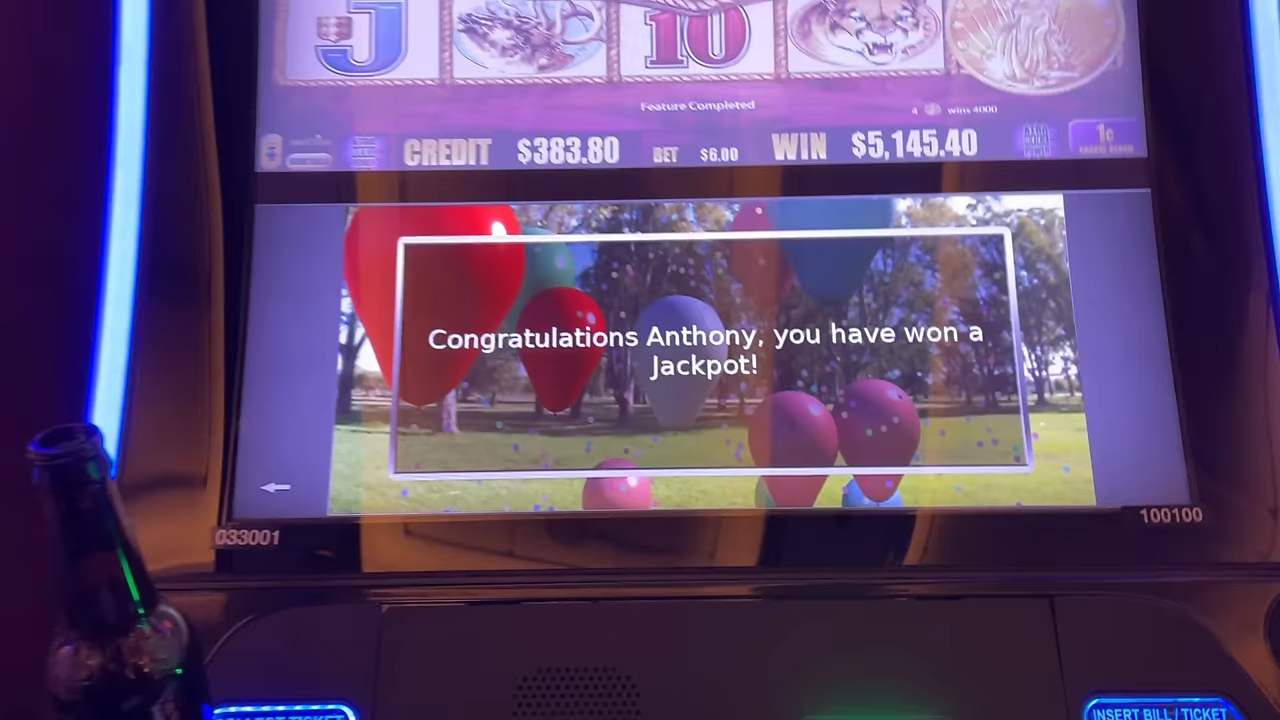 J
10
Feature Completed
4 wins 4000
CREDIT $383.80 BET $6.00 WIN $5,145.40 1c
Congratulations Anthony, you have won a
Jackpot!
033001
100100
INSERT BILL / TICKET